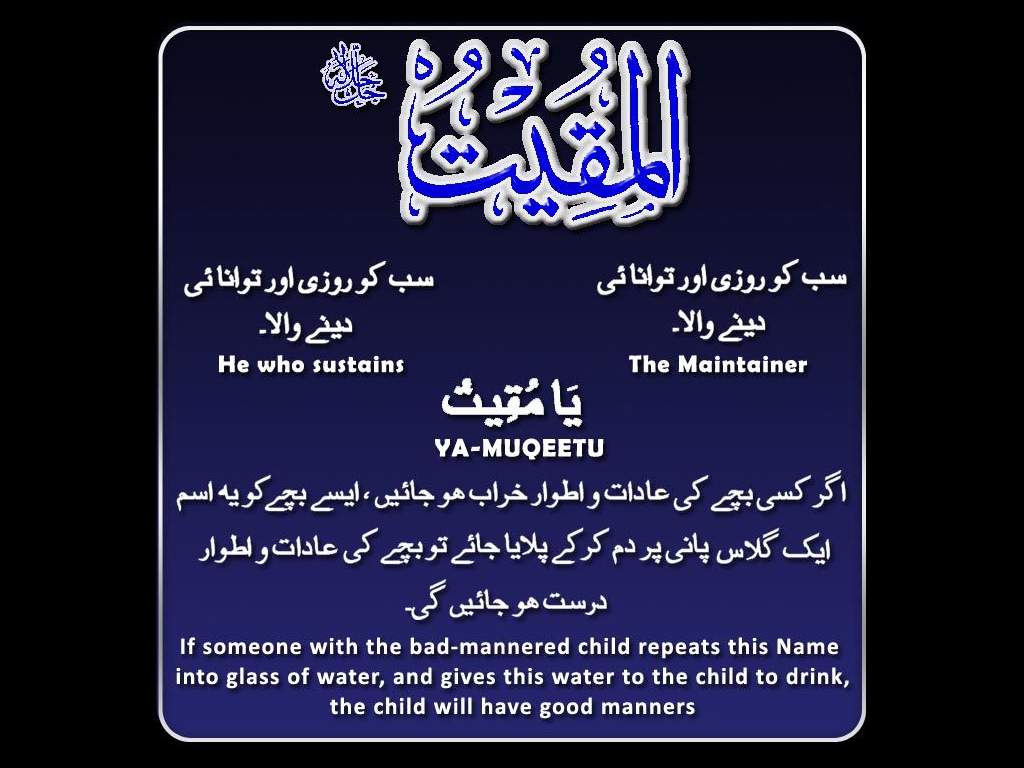 المُقِيْتُ
جل جلاله
سب کو روزی اور توانائی
دینے والا۔
The Maintainer
سب کو روزی اور توانائی
دینے والا۔
He who sustains
يَا مُقِيتُ
YA-MUQEETU
اگر کسی بچے کی عادات و اطوار خراب ھو جائیں ، ایسے بچے کو یہ اسم
ایک گلاس پانی پر دم کر کے پلایا جائے تو بچے کی عادات و اطوار
درست ھو جائیں گی۔
If someone with the bad-mannered child repeats this Name
into glass of water, and gives this water to the child to drink,
the child will have good manners